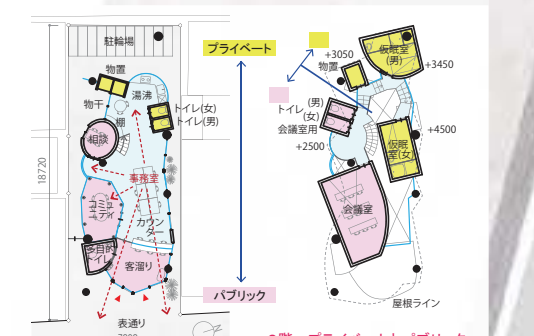 駐輪場
物置
湯沸
物干
棚
トイレ(女)
トイレ(男)
相談
18720
事務室
コミュ
ニティ
カウン
ター
多目的
トイレ
客溜り
表通り
プライベート
パブリック
仮眠室
(男)
+3050
物置
+3450
(男)
トイレ
(女)
会議室用
+2500
+4500
仮眠
室(女)
会議室
屋根ライン